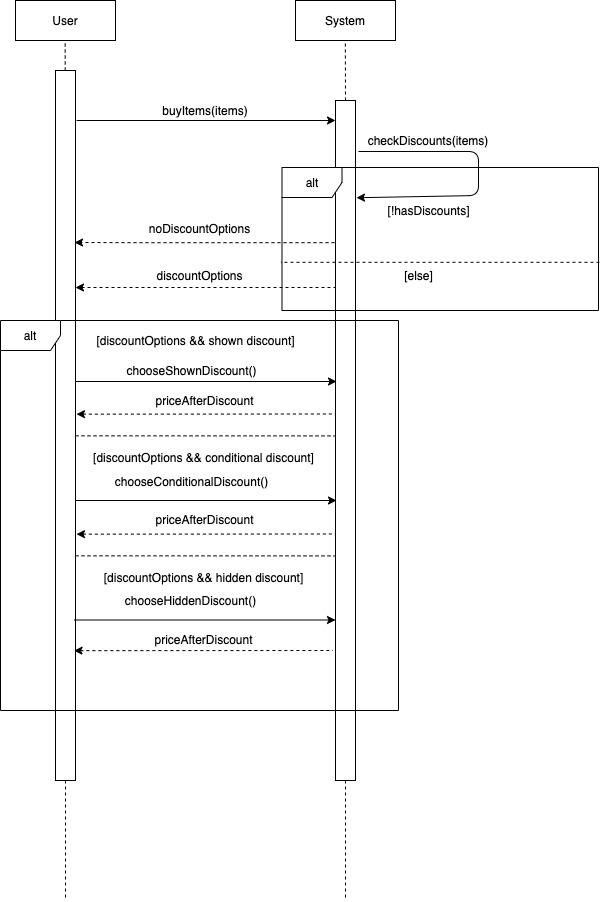 User
System
buyItems(items)
checkDiscounts(items)
alt
[!hasDiscounts]
noDiscountOptions
discountOptions
[else]
alt
[discountOptions && shown discount]
chooseShownDiscount()
priceAfterDiscount
[discountOptions && conditional discount]
chooseConditionalDiscount()
priceAfterDiscount
[discountOptions && hidden discount]
chooseHiddenDiscount()
priceAfterDiscount